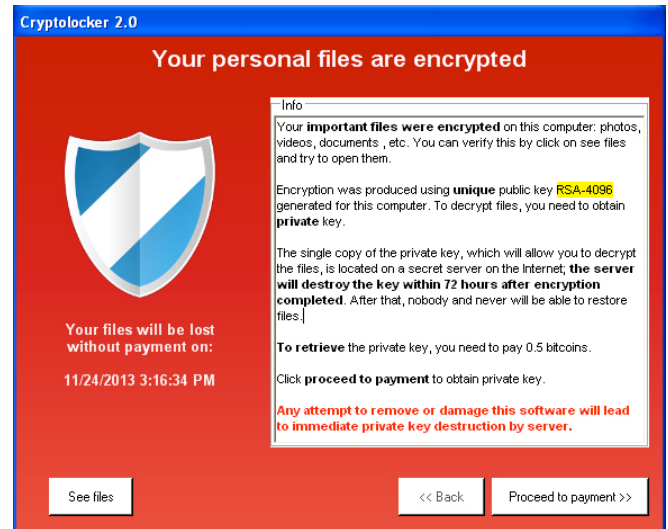 Cryptolocker 2.0
Your personal files are encrypted
Info
Your important files were encrypted on this computer: photos,
videos, documents , etc. You can verify this by click on see files
and try to open them.
Encryption was produced using unique public key RSA-4096
generated for this computer. To decrypt files, you need to obtain
private key.
The single copy of the private key, which will allow you to decrypt
the files, is located on a secret server on the Internet; the server
will destroy the key within 72 hours after encryption
completed. After that, nobody and never will be able to restore
files.
To retrieve the private key, you need to pay 0.5 bitcoins.
Click proceed to payment to obtain private key.
Any attempt to remove or damage this software will lead
to immediate private key destruction by server.
Your files will be lost
without payment on:
11/24/2013 3:16:34 PM
See files
<< Back
Proceed to payment >>